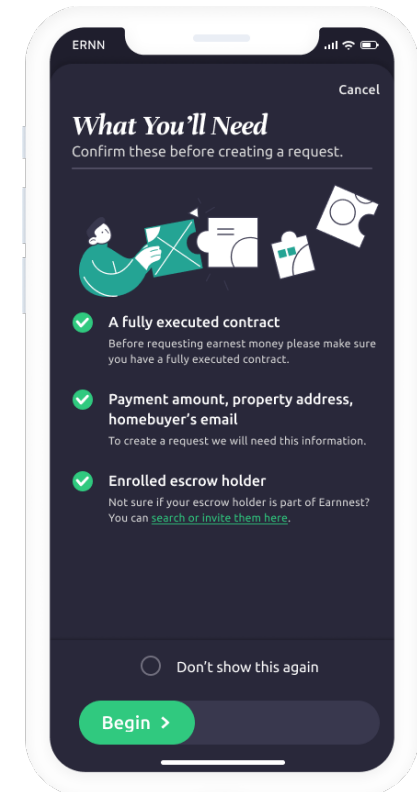 ERNN
Cancel
What You’ll Need
Confirm these before creating a request.
A fully executed contract
Before requesting earnest money please make sure
you have a fully executed contract.
Payment amount, property address,
homebuyer’s email
To create a request we will need this information.
Enrolled escrow holder
Not sure if your escrow holder is part of Earnnest?
You can search or invite them here.
Don’t show this again
Begin >